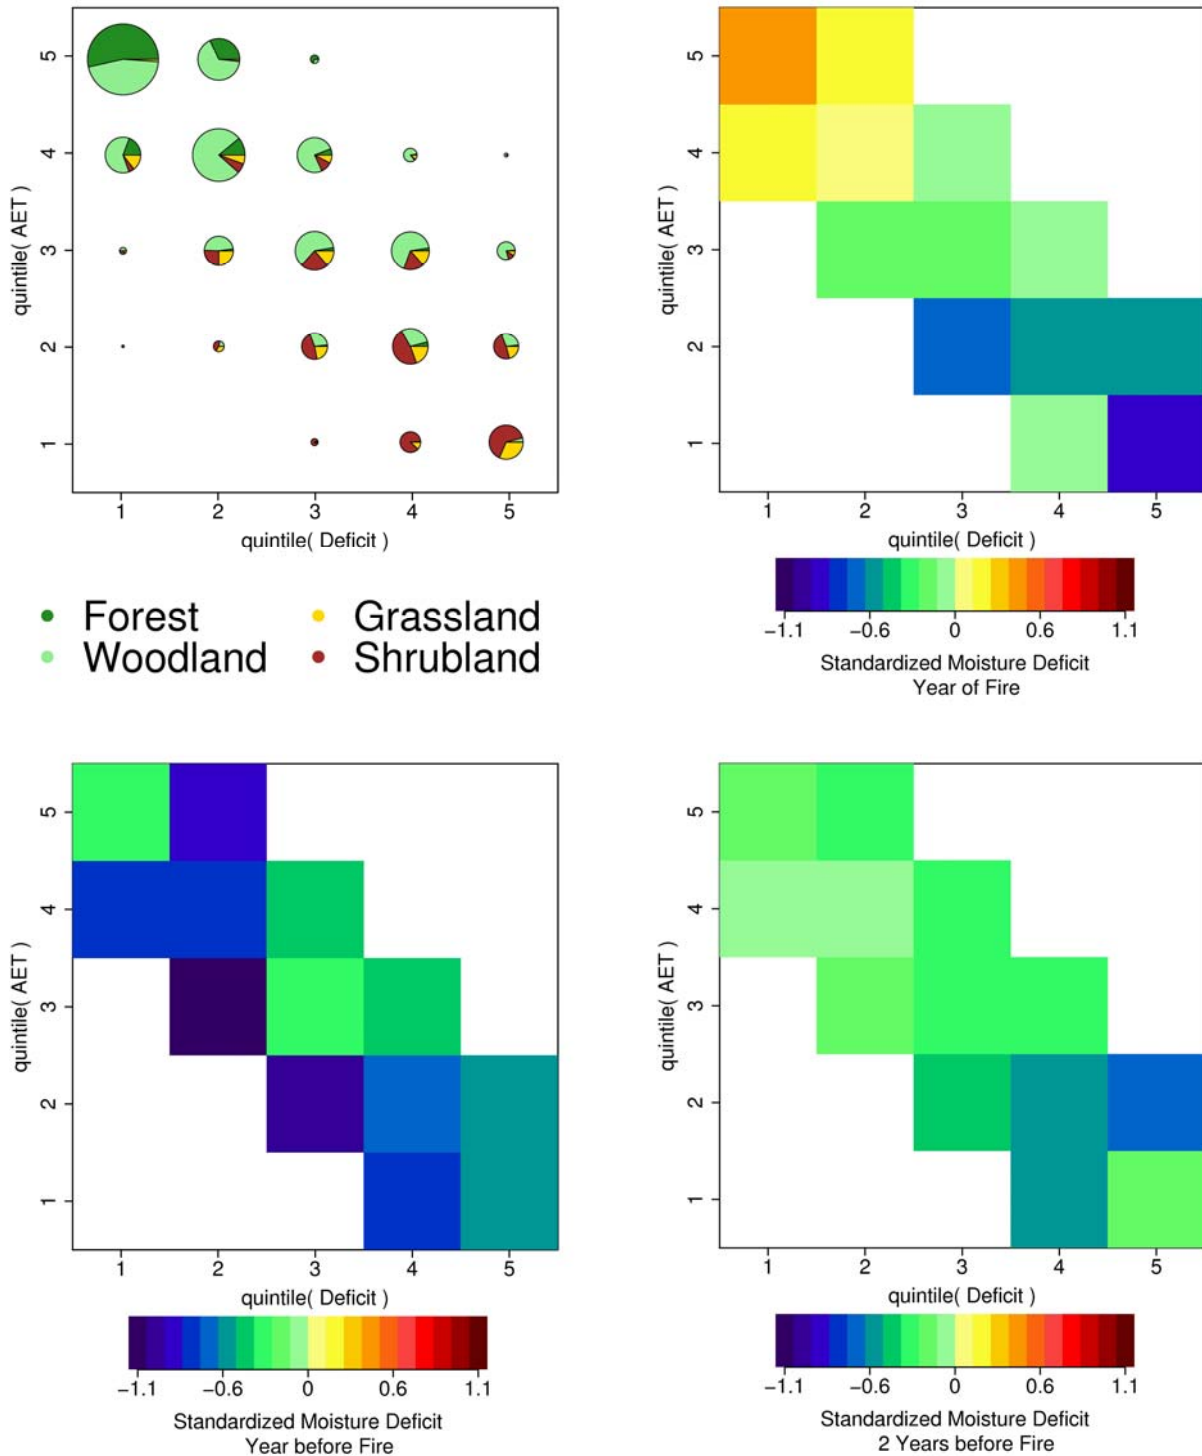 5
4
3
2
1
quintile( AET )
1 2 3 4 5
quintile( Deficit )
Forest Grassland
Woodland Shrubland
5
4
3
2
1
quintile( AET )
1 2 3 4 5
quintile( Deficit )
−1.1 −0.6 0 0.6 1.1
Standardized Moisture Deficit
Year of Fire
5
4
3
2
1
quintile( AET )
1 2 3 4 5
quintile( Deficit )
−1.1 −0.6 0 0.6 1.1
Standardized Moisture Deficit
Year before Fire
5
4
3
2
1
quintile( AET )
1 2 3 4 5
quintile( Deficit )
−1.1 −0.6 0 0.6 1.1
Standardized Moisture Deficit
2 Years before Fire